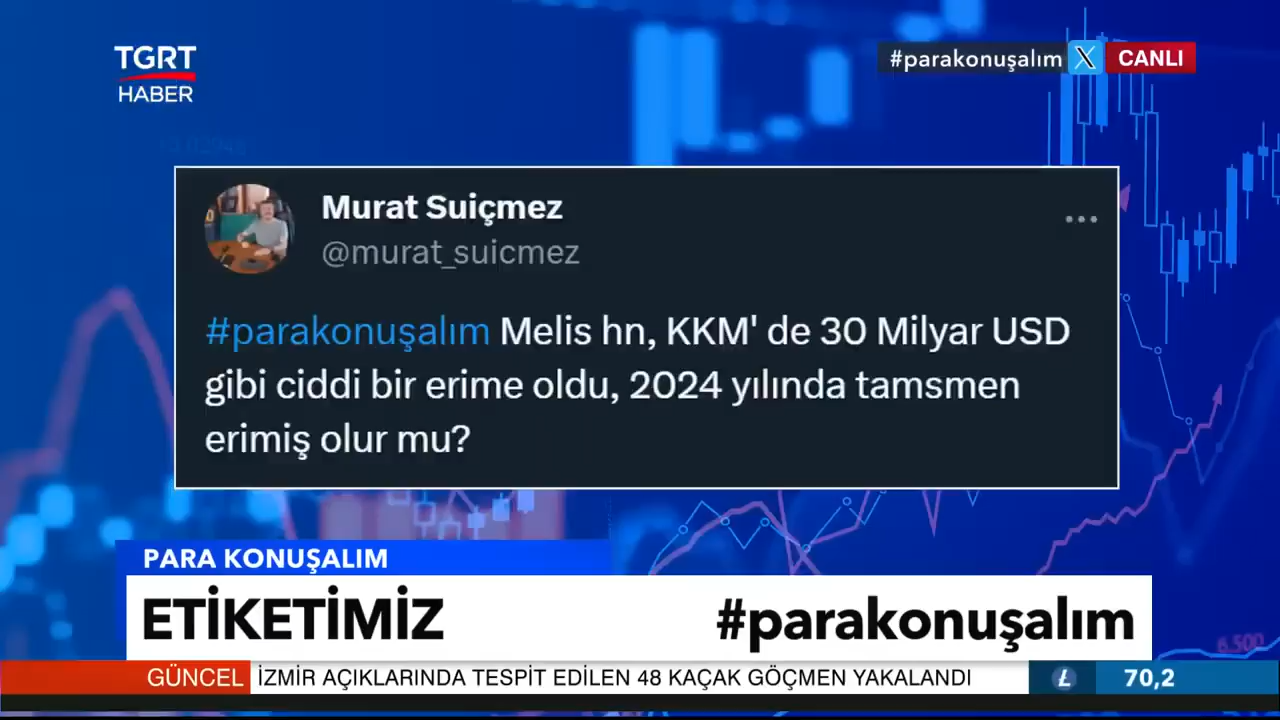 TGRT
HABER
#parakonuşalım X CANLI
Murat Suiçmez
@murat_suicmez
#parakonuşalım Melis hn, KKM' de 30 Milyar USD
gibi ciddi bir erime oldu, 2024 yılında tamsmen
erimiş olur mu?
PARA KONUŞALIM
ETİKETİMİZ #parakonuşalım
6.500
GÜNCEL İZMİR AÇIKLARINDA TESPİT EDİLEN 48 KAÇAK GÖÇMEN YAKALANDI Ł 70,2